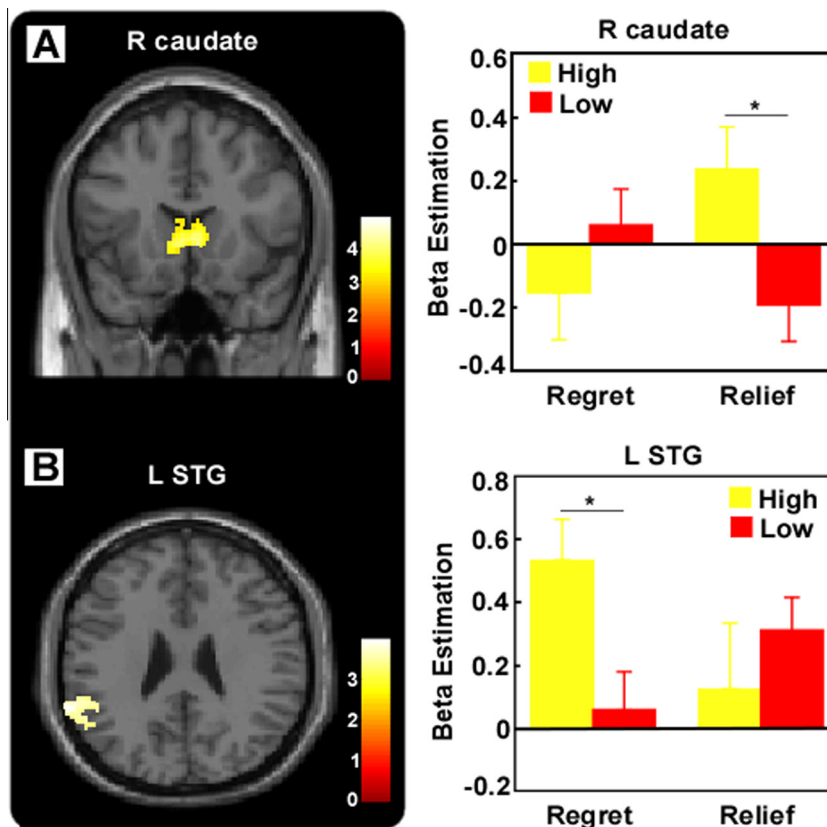 A
R caudate
4
3
2
1
0
R caudate
High
Low
*
0.6
0.4
0.2
0
-0.2
-0.4
Beta Estimation
Regret
Relief
B
L STG
3
2
1
0
L STG
High
Low
*
0.8
0.6
0.4
0.2
0
-0.2
Beta Estimation
Regret
Relief